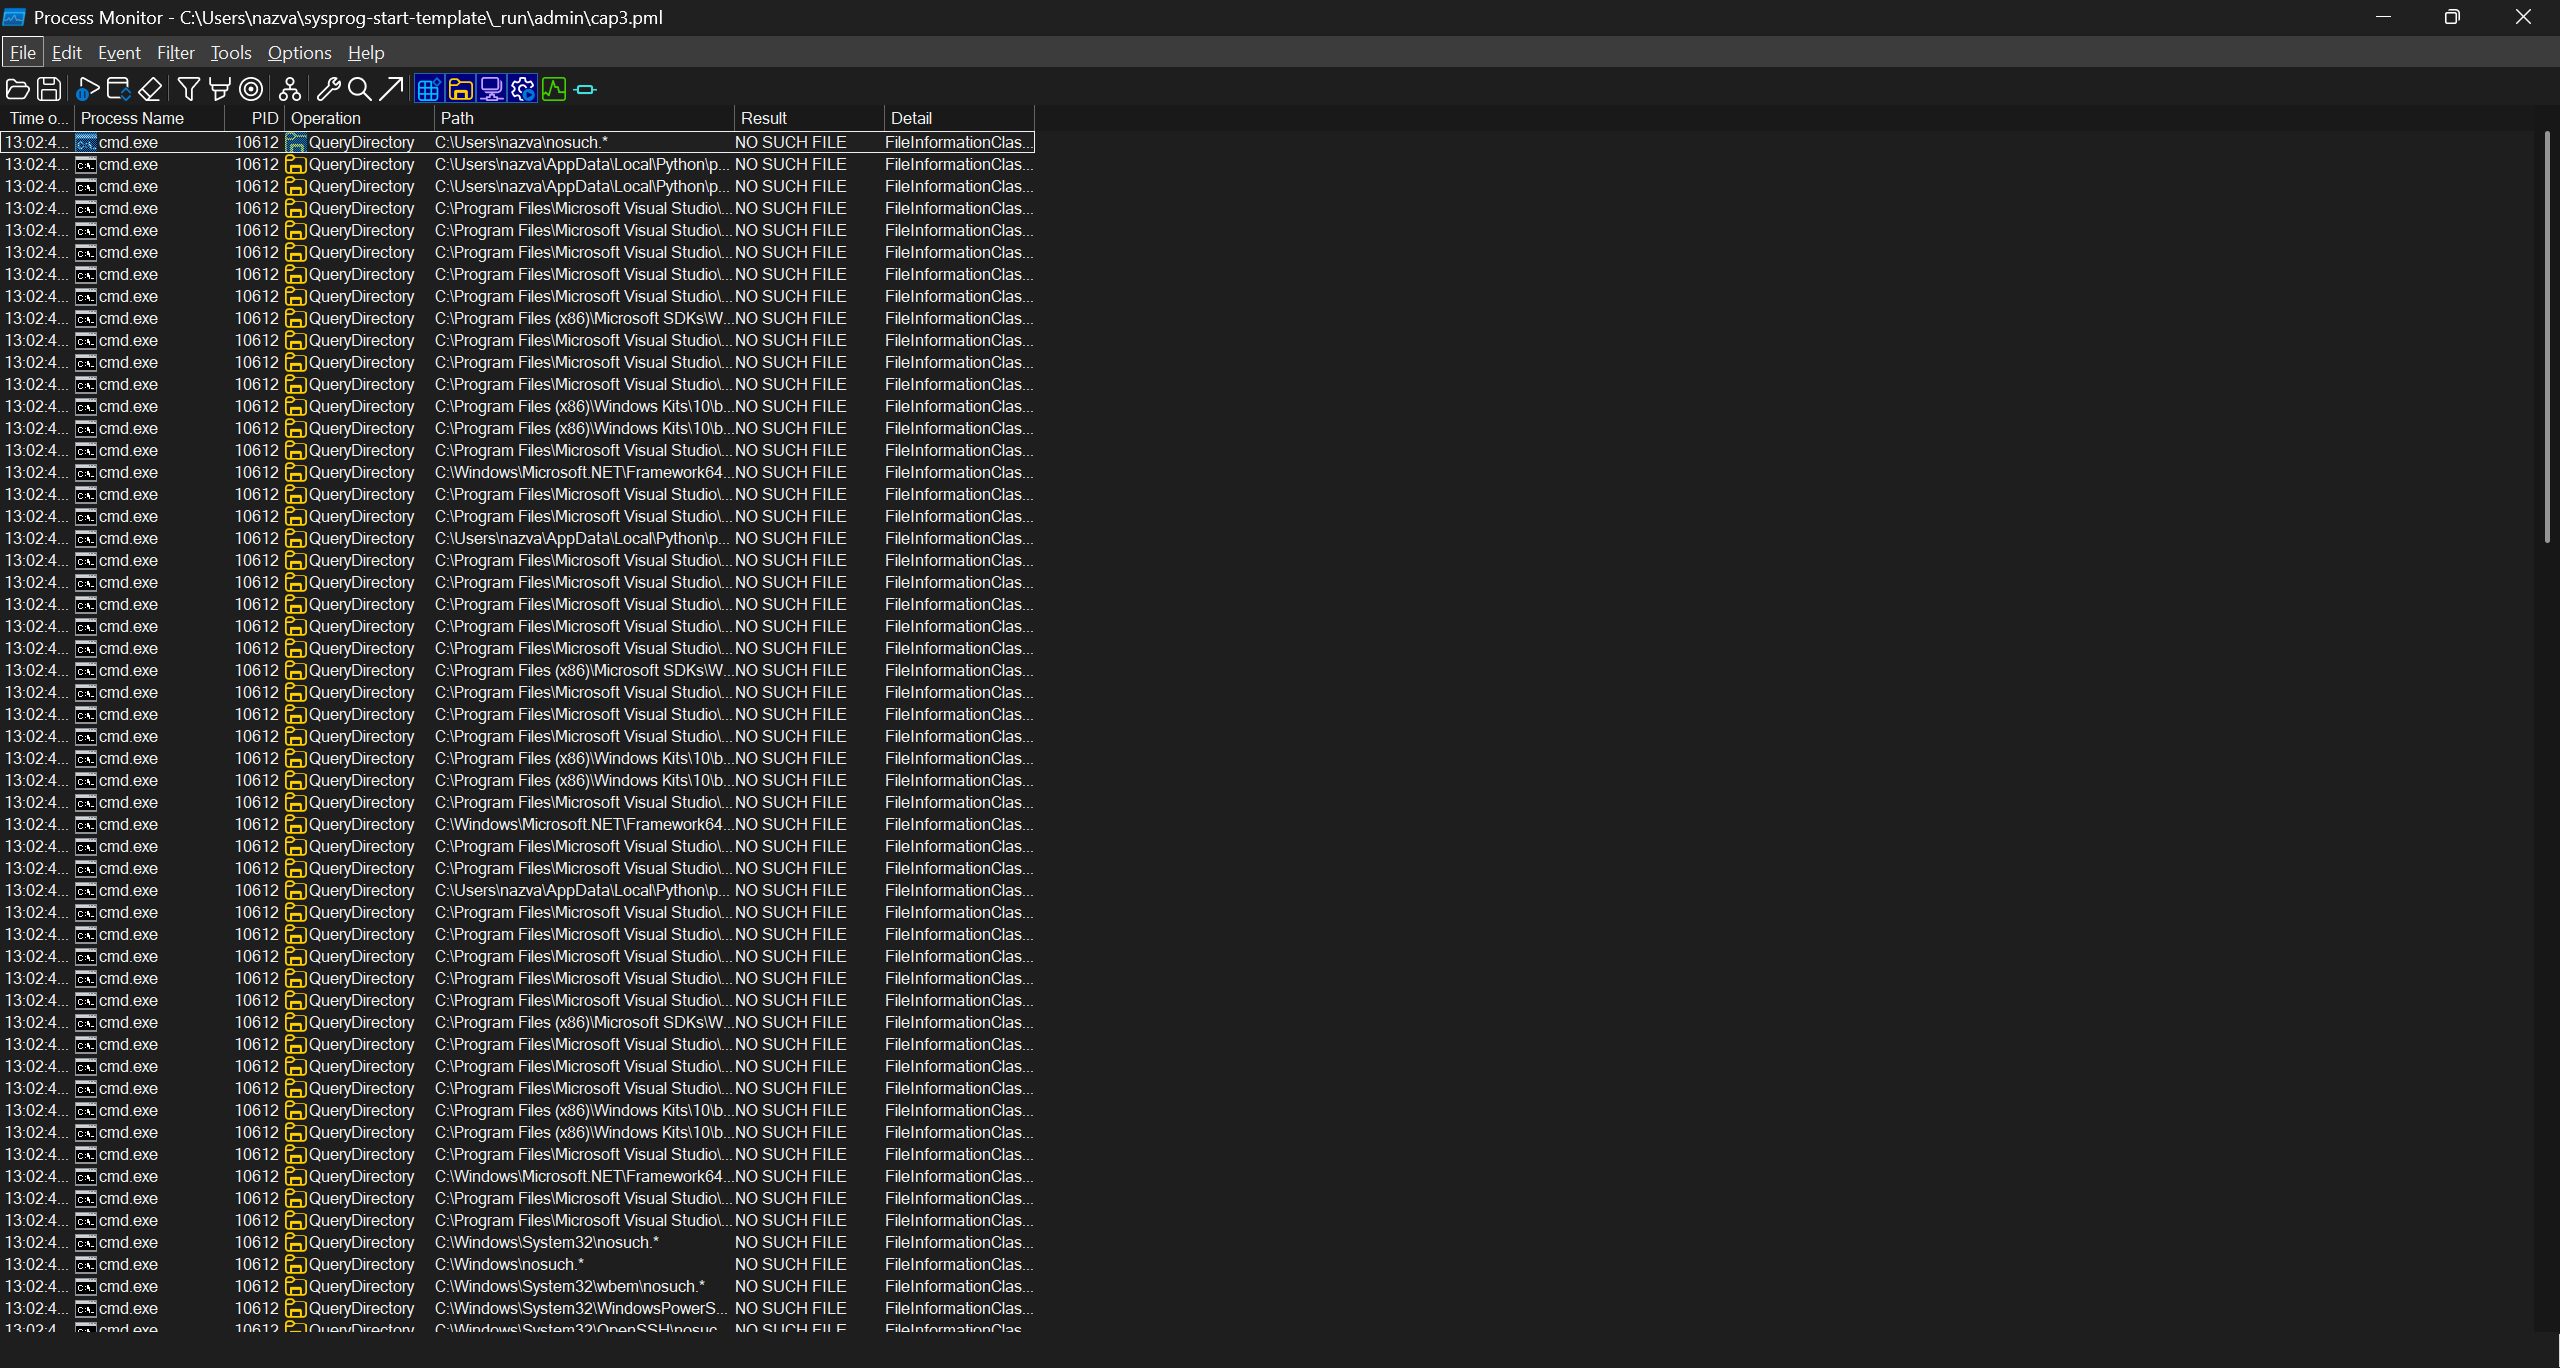 Process Monitor - C:\Users\nazva\sysprog-start-template\_run\admin\cap3.pml
File Edit Event Filter Tools Options Help
Time o... Process Name PID Operation Path Result Detail
13:02:4... cmd.exe 10612 QueryDirectory C:\Users\nazva\nosuch.* NO SUCH FILE FileInformationClas...
13:02:4... cmd.exe 10612 QueryDirectory C:\Users\nazva\AppData\Local\Python\p... NO SUCH FILE FileInformationClas...
13:02:4... cmd.exe 10612 QueryDirectory C:\Users\nazva\AppData\Local\Python\p... NO SUCH FILE FileInformationClas...
13:02:4... cmd.exe 10612 QueryDirectory C:\Program Files\Microsoft Visual Studio\... NO SUCH FILE FileInformationClas...
13:02:4... cmd.exe 10612 QueryDirectory C:\Program Files\Microsoft Visual Studio\... NO SUCH FILE FileInformationClas...
13:02:4... cmd.exe 10612 QueryDirectory C:\Program Files\Microsoft Visual Studio\... NO SUCH FILE FileInformationClas...
13:02:4... cmd.exe 10612 QueryDirectory C:\Program Files\Microsoft Visual Studio\... NO SUCH FILE FileInformationClas...
13:02:4... cmd.exe 10612 QueryDirectory C:\Program Files\Microsoft Visual Studio\... NO SUCH FILE FileInformationClas...
13:02:4... cmd.exe 10612 QueryDirectory C:\Program Files (x86)\Microsoft SDKs\W... NO SUCH FILE FileInformationClas...
13:02:4... cmd.exe 10612 QueryDirectory C:\Program Files\Microsoft Visual Studio\... NO SUCH FILE FileInformationClas...
13:02:4... cmd.exe 10612 QueryDirectory C:\Program Files\Microsoft Visual Studio\... NO SUCH FILE FileInformationClas...
13:02:4... cmd.exe 10612 QueryDirectory C:\Program Files\Microsoft Visual Studio\... NO SUCH FILE FileInformationClas...
13:02:4... cmd.exe 10612 QueryDirectory C:\Program Files (x86)\Windows Kits\10\b... NO SUCH FILE FileInformationClas...
13:02:4... cmd.exe 10612 QueryDirectory C:\Program Files (x86)\Windows Kits\10\b... NO SUCH FILE FileInformationClas...
13:02:4... cmd.exe 10612 QueryDirectory C:\Program Files\Microsoft Visual Studio\... NO SUCH FILE FileInformationClas...
13:02:4... cmd.exe 10612 QueryDirectory C:\Windows\Microsoft.NET\Framework64... NO SUCH FILE FileInformationClas...
13:02:4... cmd.exe 10612 QueryDirectory C:\Program Files\Microsoft Visual Studio\... NO SUCH FILE FileInformationClas...
13:02:4... cmd.exe 10612 QueryDirectory C:\Program Files\Microsoft Visual Studio\... NO SUCH FILE FileInformationClas...
13:02:4... cmd.exe 10612 QueryDirectory C:\Users\nazva\AppData\Local\Python\p... NO SUCH FILE FileInformationClas...
13:02:4... cmd.exe 10612 QueryDirectory C:\Program Files\Microsoft Visual Studio\... NO SUCH FILE FileInformationClas...
13:02:4... cmd.exe 10612 QueryDirectory C:\Program Files\Microsoft Visual Studio\... NO SUCH FILE FileInformationClas...
13:02:4... cmd.exe 10612 QueryDirectory C:\Program Files\Microsoft Visual Studio\... NO SUCH FILE FileInformationClas...
13:02:4... cmd.exe 10612 QueryDirectory C:\Program Files\Microsoft Visual Studio\... NO SUCH FILE FileInformationClas...
13:02:4... cmd.exe 10612 QueryDirectory C:\Program Files\Microsoft Visual Studio\... NO SUCH FILE FileInformationClas...
13:02:4... cmd.exe 10612 QueryDirectory C:\Program Files (x86)\Microsoft SDKs\W... NO SUCH FILE FileInformationClas...
13:02:4... cmd.exe 10612 QueryDirectory C:\Program Files\Microsoft Visual Studio\... NO SUCH FILE FileInformationClas...
13:02:4... cmd.exe 10612 QueryDirectory C:\Program Files\Microsoft Visual Studio\... NO SUCH FILE FileInformationClas...
13:02:4... cmd.exe 10612 QueryDirectory C:\Program Files\Microsoft Visual Studio\... NO SUCH FILE FileInformationClas...
13:02:4... cmd.exe 10612 QueryDirectory C:\Program Files (x86)\Windows Kits\10\b... NO SUCH FILE FileInformationClas...
13:02:4... cmd.exe 10612 QueryDirectory C:\Program Files (x86)\Windows Kits\10\b... NO SUCH FILE FileInformationClas...
13:02:4... cmd.exe 10612 QueryDirectory C:\Program Files\Microsoft Visual Studio\... NO SUCH FILE FileInformationClas...
13:02:4... cmd.exe 10612 QueryDirectory C:\Windows\Microsoft.NET\Framework64... NO SUCH FILE FileInformationClas...
13:02:4... cmd.exe 10612 QueryDirectory C:\Program Files\Microsoft Visual Studio\... NO SUCH FILE FileInformationClas...
13:02:4... cmd.exe 10612 QueryDirectory C:\Program Files\Microsoft Visual Studio\... NO SUCH FILE FileInformationClas...
13:02:4... cmd.exe 10612 QueryDirectory C:\Users\nazva\AppData\Local\Python\p... NO SUCH FILE FileInformationClas...
13:02:4... cmd.exe 10612 QueryDirectory C:\Program Files\Microsoft Visual Studio\... NO SUCH FILE FileInformationClas...
13:02:4... cmd.exe 10612 QueryDirectory C:\Program Files\Microsoft Visual Studio\... NO SUCH FILE FileInformationClas...
13:02:4... cmd.exe 10612 QueryDirectory C:\Program Files\Microsoft Visual Studio\... NO SUCH FILE FileInformationClas...
13:02:4... cmd.exe 10612 QueryDirectory C:\Program Files\Microsoft Visual Studio\... NO SUCH FILE FileInformationClas...
13:02:4... cmd.exe 10612 QueryDirectory C:\Program Files\Microsoft Visual Studio\... NO SUCH FILE FileInformationClas...
13:02:4... cmd.exe 10612 QueryDirectory C:\Program Files (x86)\Microsoft SDKs\W... NO SUCH FILE FileInformationClas...
13:02:4... cmd.exe 10612 QueryDirectory C:\Program Files\Microsoft Visual Studio\... NO SUCH FILE FileInformationClas...
13:02:4... cmd.exe 10612 QueryDirectory C:\Program Files\Microsoft Visual Studio\... NO SUCH FILE FileInformationClas...
13:02:4... cmd.exe 10612 QueryDirectory C:\Program Files\Microsoft Visual Studio\... NO SUCH FILE FileInformationClas...
13:02:4... cmd.exe 10612 QueryDirectory C:\Program Files (x86)\Windows Kits\10\b... NO SUCH FILE FileInformationClas...
13:02:4... cmd.exe 10612 QueryDirectory C:\Program Files (x86)\Windows Kits\10\b... NO SUCH FILE FileInformationClas...
13:02:4... cmd.exe 10612 QueryDirectory C:\Program Files\Microsoft Visual Studio\... NO SUCH FILE FileInformationClas...
13:02:4... cmd.exe 10612 QueryDirectory C:\Windows\Microsoft.NET\Framework64... NO SUCH FILE FileInformationClas...
13:02:4... cmd.exe 10612 QueryDirectory C:\Program Files\Microsoft Visual Studio\... NO SUCH FILE FileInformationClas...
13:02:4... cmd.exe 10612 QueryDirectory C:\Program Files\Microsoft Visual Studio\... NO SUCH FILE FileInformationClas...
13:02:4... cmd.exe 10612 QueryDirectory C:\Windows\System32\nosuch.* NO SUCH FILE FileInformationClas...
13:02:4... cmd.exe 10612 QueryDirectory C:\Windows\nosuch.* NO SUCH FILE FileInformationClas...
13:02:4... cmd.exe 10612 QueryDirectory C:\Windows\System32\wbem\nosuch.* NO SUCH FILE FileInformationClas...
13:02:4... cmd.exe 10612 QueryDirectory C:\Windows\System32\WindowsPowerS... NO SUCH FILE FileInformationClas...
13:02:4... cmd.exe 10612 QueryDirectory C:\Windows\System32\OpenSSH\nosuc... NO SUCH FILE FileInformationClas...